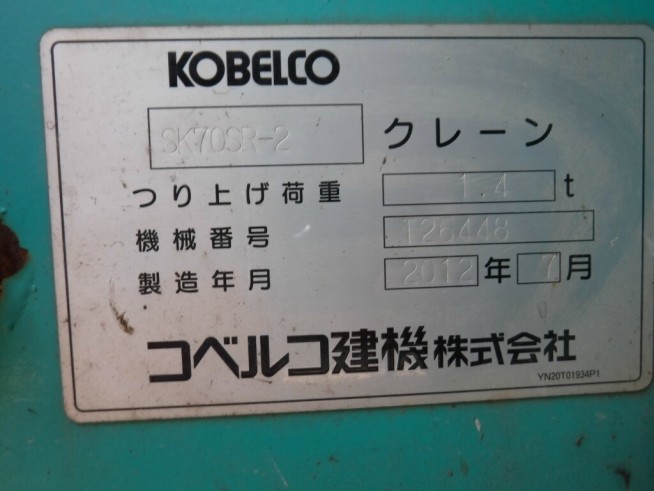 KOBELCO
SK70SR-2 クレーン
つり上げ荷重 1.4 t
機械番号 T26448
製造年月 2012 年 7 月
コベルコ建機株式会社
YN20T01934P1